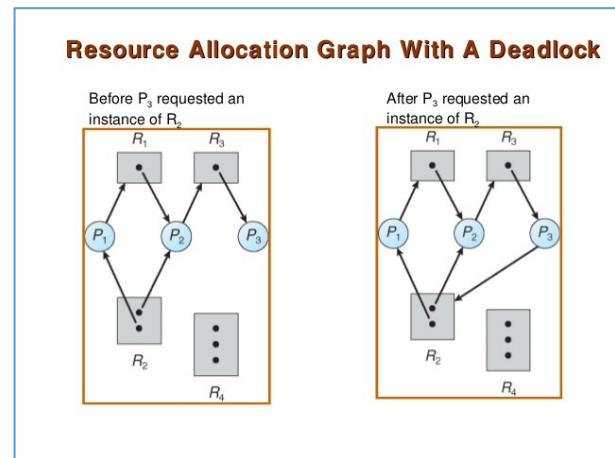 Resource Allocation Graph With A Deadlock
Before P₃ requested an
instance of R₂
R₁
R₃
P₁
P₂
P₃
R₂
R₄
After P₃ requested an
instance of R₂
R₁
R₃
P₁
P₂
P₃
R₂
R₄